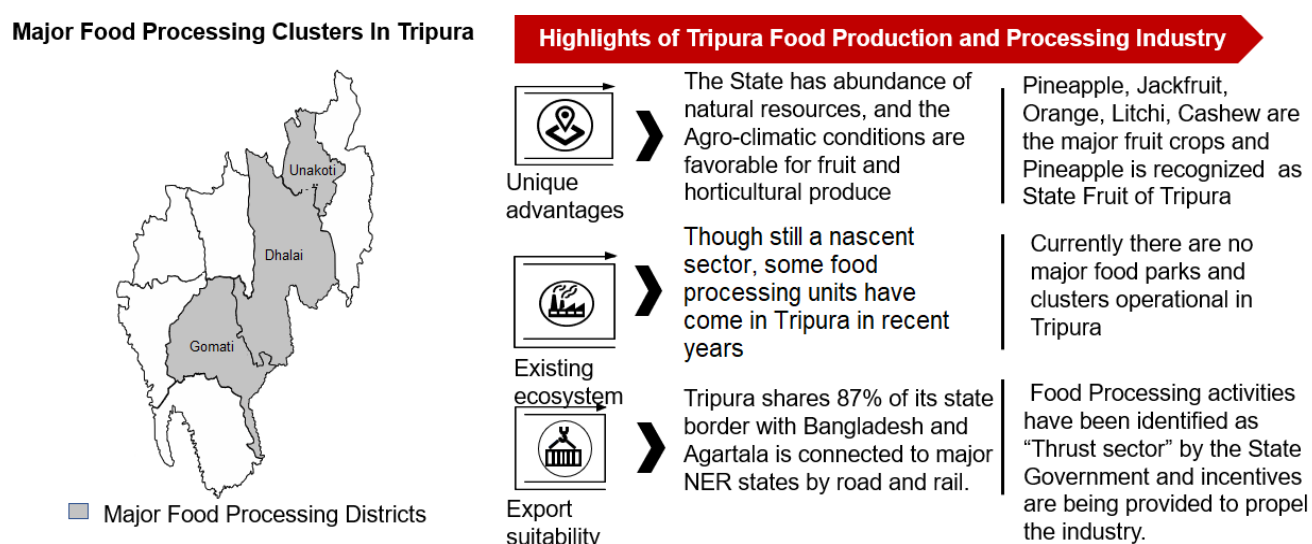 Major Food Processing Clusters In Tripura
Unakoti
Dhalai
Gomati
Major Food Processing Districts
Highlights of Tripura Food Production and Processing Industry
Unique
advantages
The State has abundance of
natural resources, and the
Agro-climatic conditions are
favorable for fruit and
horticultural produce
Pineapple, Jackfruit,
Orange, Litchi, Cashew are
the major fruit crops and
Pineapple is recognized as
State Fruit of Tripura
Existing
ecosystem
Though still a nascent
sector, some food
processing units have
come in Tripura in recent
years
Currently there are no
major food parks and
clusters operational in
Tripura
Export
suitability
Tripura shares 87% of its state
border with Bangladesh and
Agartala is connected to major
NER states by road and rail.
Food Processing activities
have been identified as
“Thrust sector” by the State
Government and incentives
are being provided to propel
the industry.